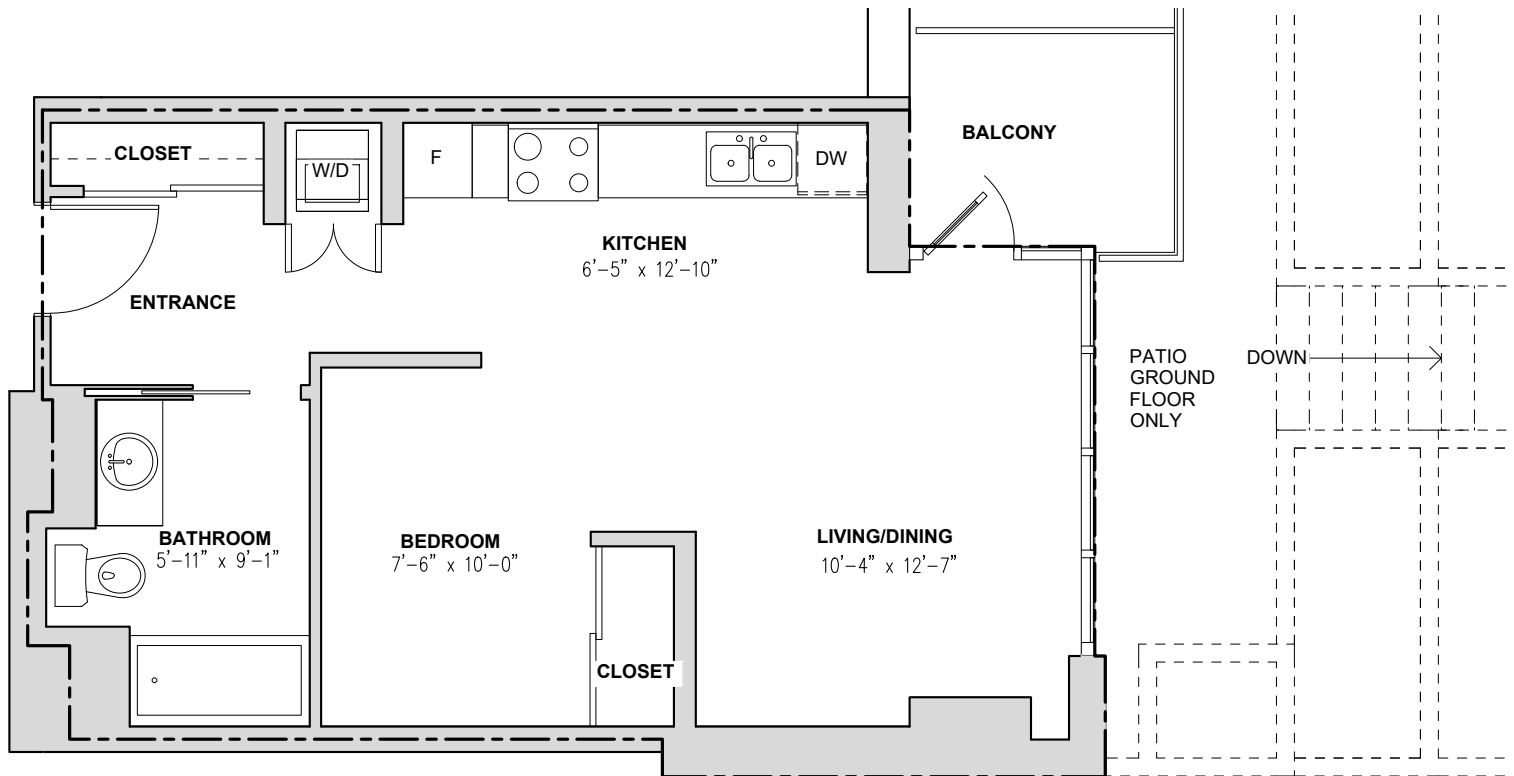 CLOSET
W/D
F
DW
BALCONY
KITCHEN
6'-5" x 12'-10"
ENTRANCE
PATIO
GROUND
FLOOR
ONLY
DOWN
BATHROOM
5'-11" x 9'-1"
BEDROOM
7'-6" x 10'-0"
LIVING/DINING
10'-4" x 12'-7"
CLOSET